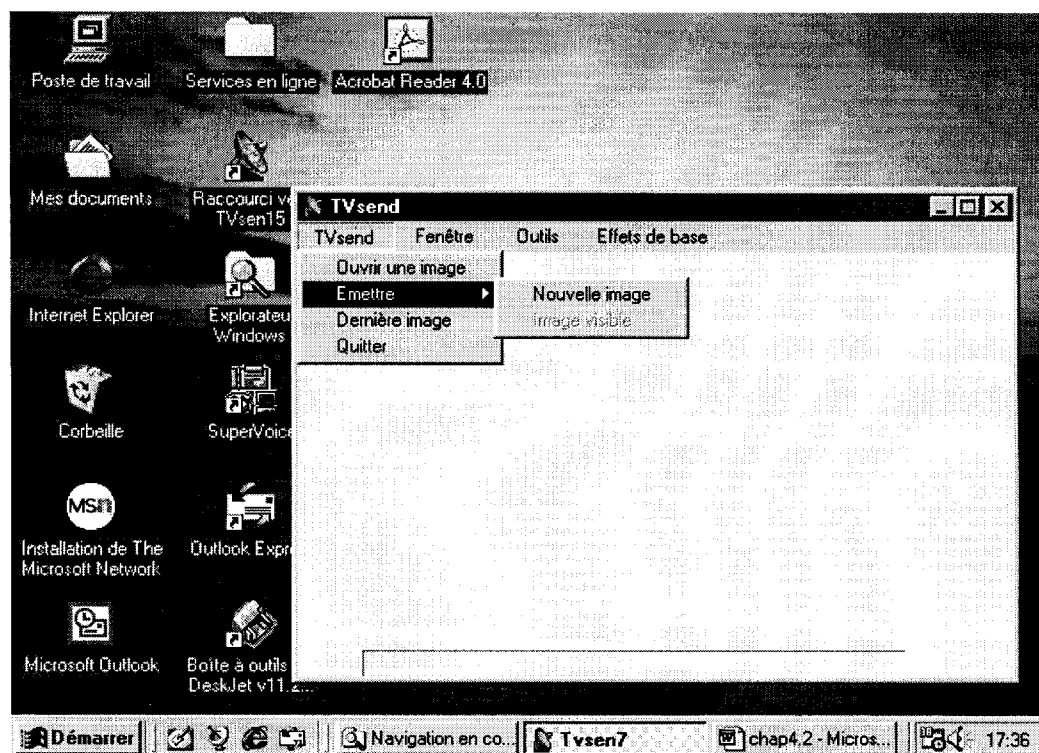 Poste de travail
Services en ligne
Acrobat Reader 4.0
Mes documents
Raccourci ve
TVsen15
Internet Explorer
Explorateu
Windows
Corbeille
SuperVoice
MSn
Installation de The
Microsoft Network
Outlook Expr
Microsoft Outlook
Boîte à outils
DeskJet v11.2...
TVsend
TVsend Fenêtre Outils Effets de base
Ouvrir une image
Emettre
Dernière image
Quitter
Nouvelle image
Image visible
Démarrer
Navigation en co...
Tvsen7
chap4.2 - Micros...
17:36